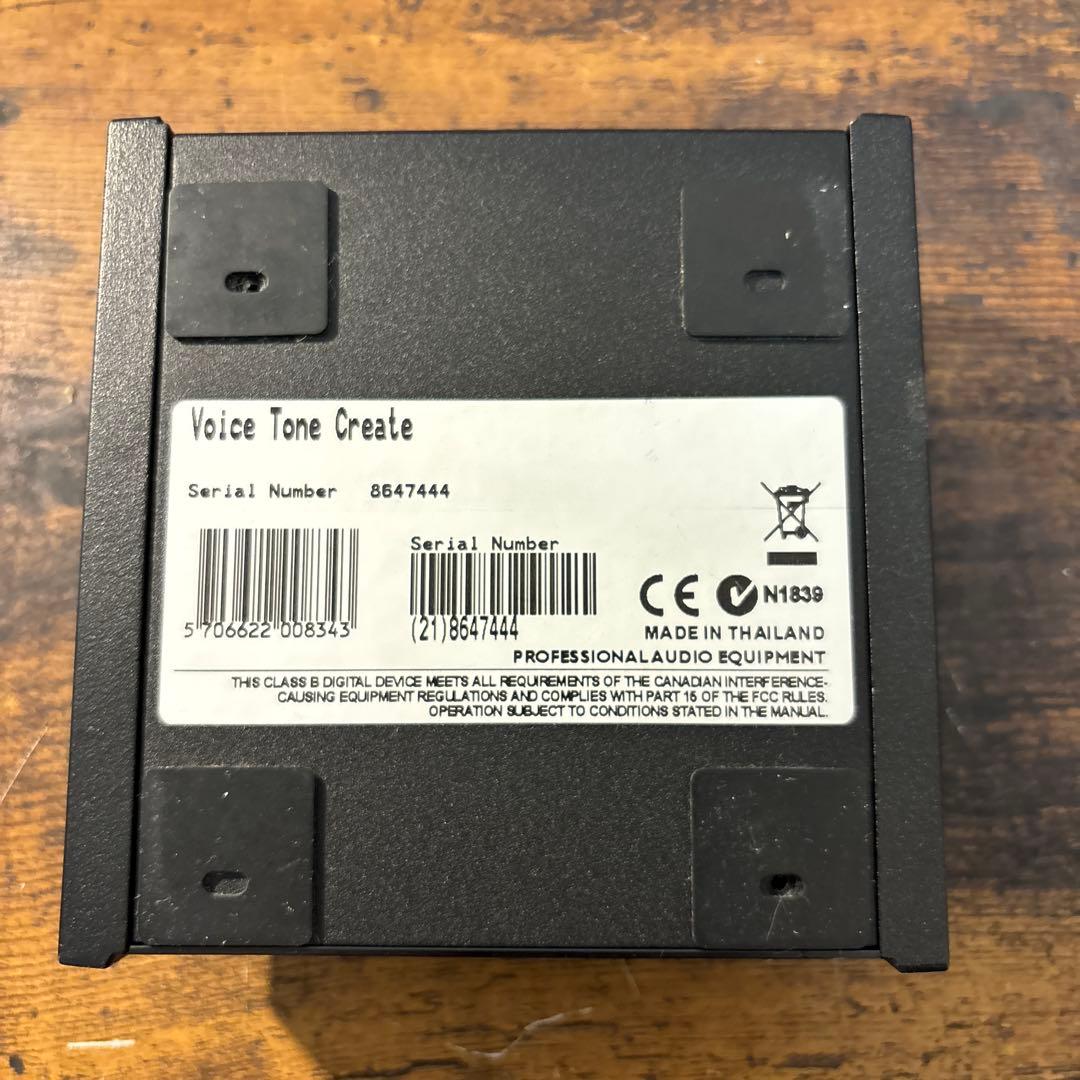 Voice Tone Create
Serial Number 8647444
Serial Number
5 706622 008343
(21)8647444
CE N1839
MADE IN THAILAND
PROFESSIONAL AUDIO EQUIPMENT
THIS CLASS B DIGITAL DEVICE MEETS ALL REQUIREMENTS OF THE CANADIAN INTERFERENCE-
CAUSING EQUIPMENT REGULATIONS AND COMPLIES WITH PART 15 OF THE FCC RULES.
OPERATION SUBJECT TO CONDITIONS STATED IN THE MANUAL.